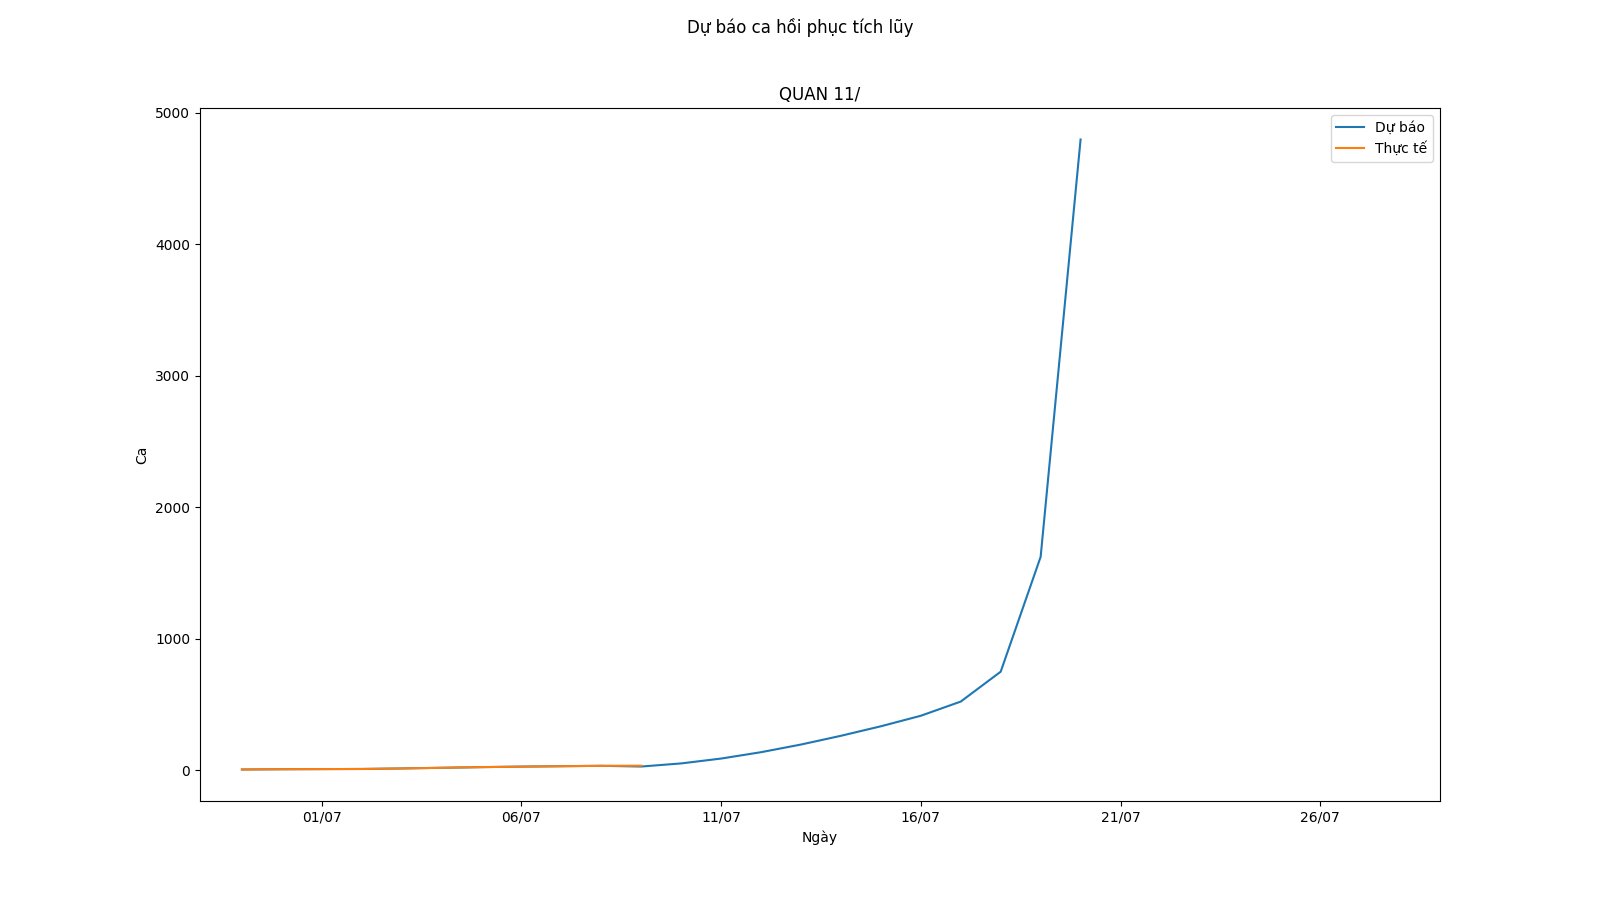 Dự báo ca hồi phục tích lũy
QUAN 11/
5000
4000
3000
2000
1000
0
Ca
Dự báo
Thực tế
01/07
06/07
11/07
16/07
21/07
26/07
Ngày